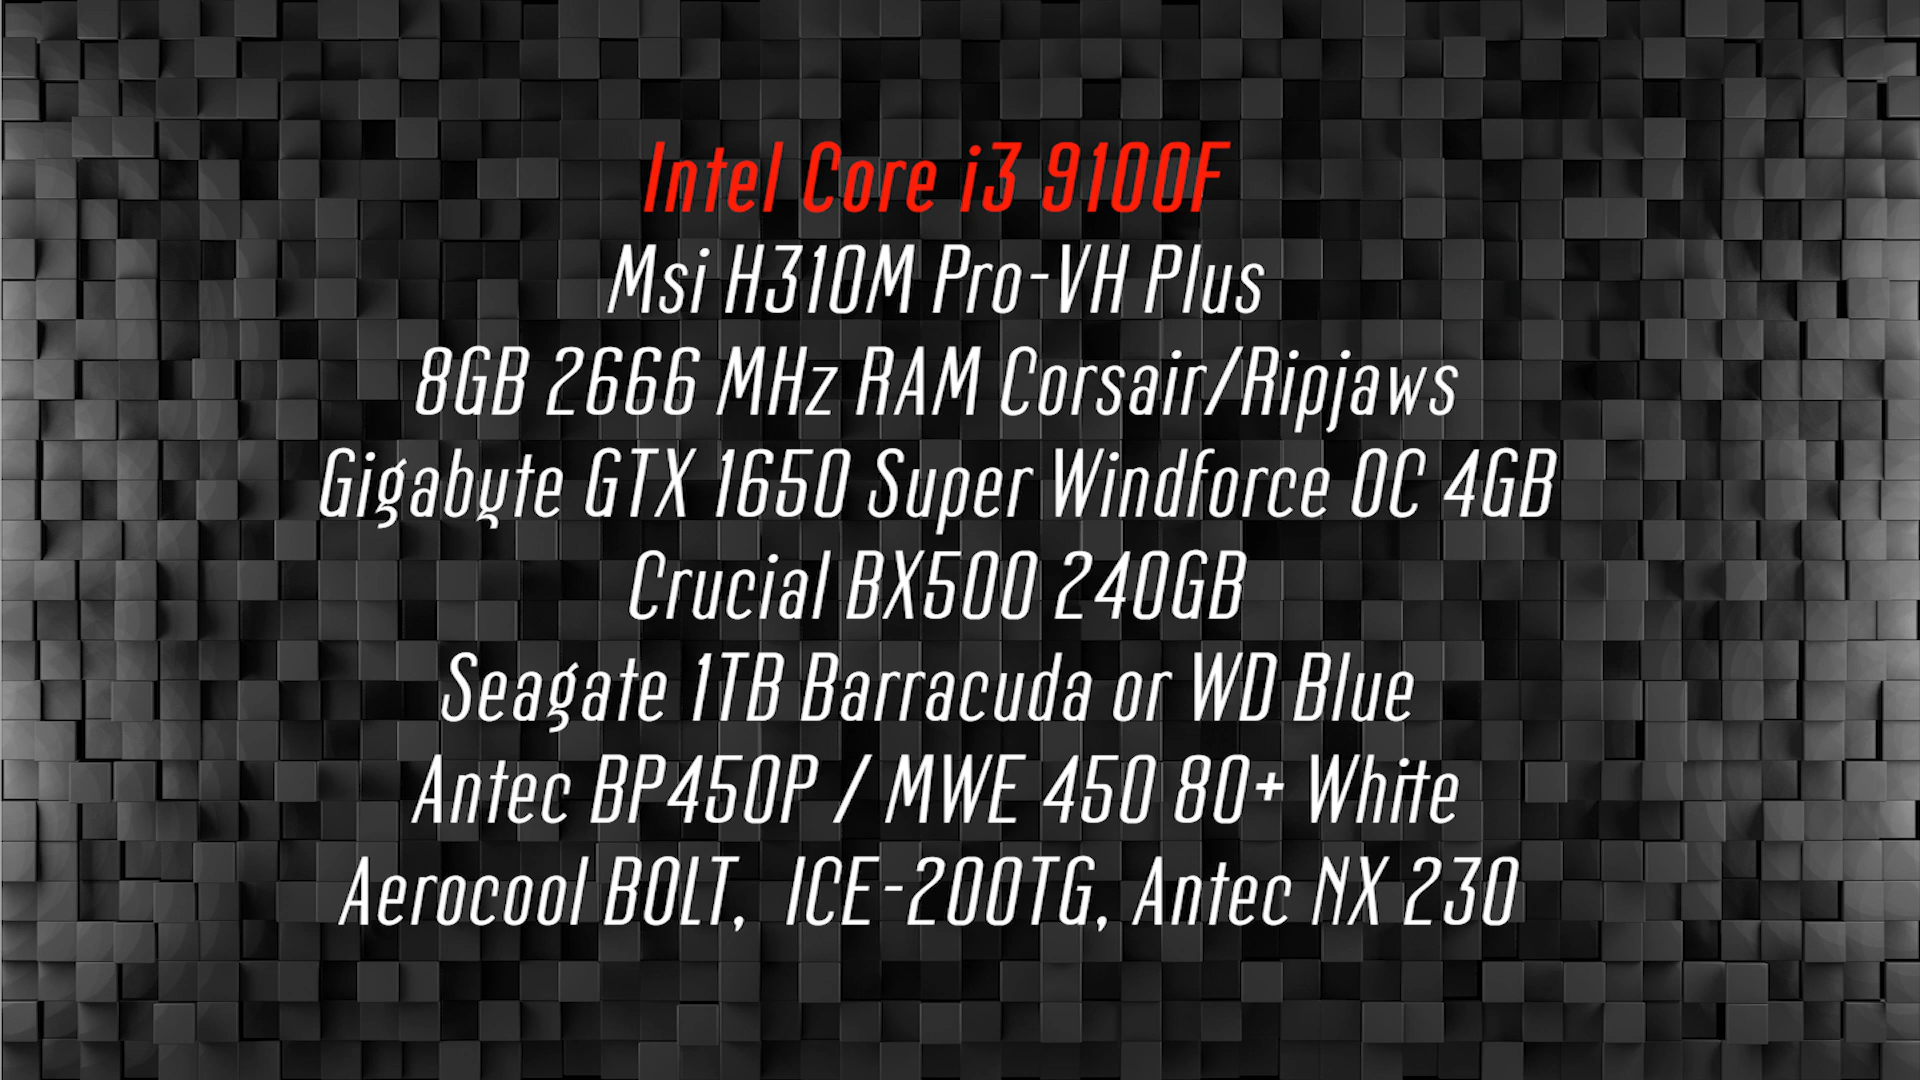 Intel Core i3 9100F
Msi H310M Pro-VH Plus
8GB 2666 MHz RAM Corsair/Ripjaws
Gigabyte GTX 1650 Super Windforce OC 4GB
Crucial BX500 240GB
Seagate 1TB Barracuda or WD Blue
Antec BP450P / MWE 450 80+ White
Aerocool BOLT,  ICE-200TG, Antec NX 230